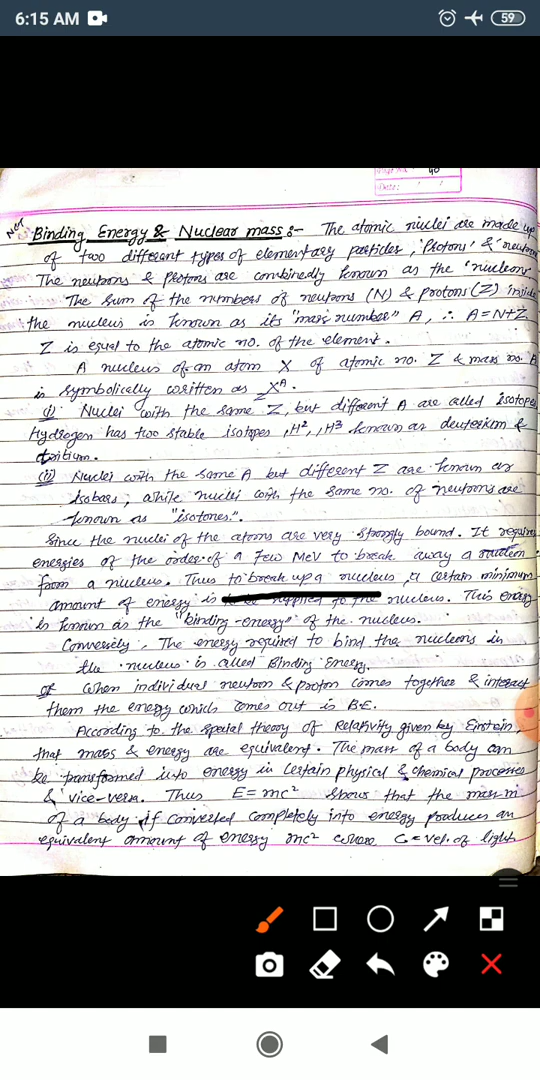 6:15 AM
59
Page No. 40
Date: / /
New
Binding Energy & Nuclear mass :- The atomic nuclei are made up
of two different types of elementary particles, 'Protons' & 'neutron
The neutrons & protons are combinedly known as the 'nucleons
The sum of the numbers of neutrons (N) & protons (Z) inside
the nucleus is known as its "mass number" A, ∴ A=N+Z
Z is equal to the atomic no. of the element.
A nucleus of an atom X of atomic no. Z & mass no. A
is symbolically written as zXᴬ.
(i) Nuclei with the same Z, but different A are called isotopes
Hydrogen has two stable isotopes ₁H², ₁H³ known as deuterium &
tritium.
(ii) Nuclei with the same A but different Z are known as
Isobars, while nuclei with the same no. of neutrons are
known as "isotones".
Since the nuclei of the atoms are very strongly bound. It requires
energies of the order of a few MeV to break away a
from a nucleus. Thus to break up a nucleus, a certain minimum
amount of energy is applied to the nucleus. This energy
is known as the "binding-energy" of the nucleus.
Conversely, The energy required to bind the nucleons in
the nucleus is called Binding Energy.
or When individual neutron & proton comes together & interact
them the energy which comes out is B.E.
According to the special theory of Relativity given by Einstein,
that mass & energy are equivalent. The mass of a body can
be transformed into energy in certain physical & chemical processes
& vice-versa. Thus E=mc² shows that the mass m
of a body if converted completely into energy produces an
equivalent amount of energy mc² where C = vel. of light